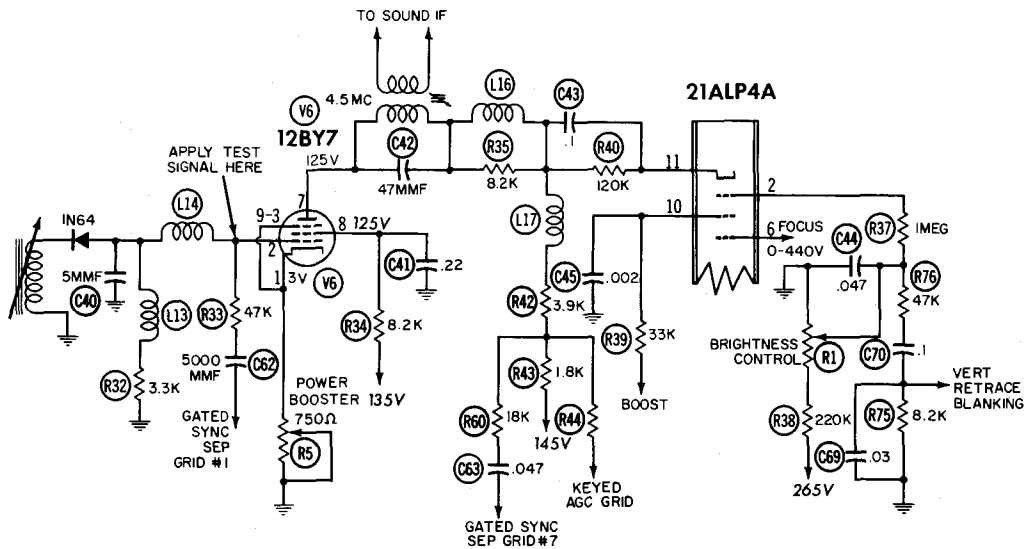 TO SOUND IF
4.5MC
V6
12BY7
C42
47MMF
L16
R35
8.2K
C43
.1
R40
120K
21ALP4A
11
10
2
6
FOCUS
0-440V
APPLY TEST
SIGNAL HERE
125V
7
9-3
8
125V
2
1
3V
V6
1N64
L14
5MMF
C40
L13
R32
3.3K
R33
47K
5000
MMF
C62
GATED
SYNC
SEP
GRID #1
POWER
BOOSTER
750Ω
R5
R34
8.2K
135V
C41
.22
L17
R42
3.9K
C45
.002
R39
33K
BOOST
R43
1.8K
145V
R60
18K
C63
.047
R44
KEYED
AGC GRID
GATED SYNC
SEP GRID #7
C44
.047
R37
1MEG
R76
47K
BRIGHTNESS
CONTROL
R1
C70
.1
VERT
RETRACE
BLANKING
R38
220K
265V
R75
8.2K
C69
.03